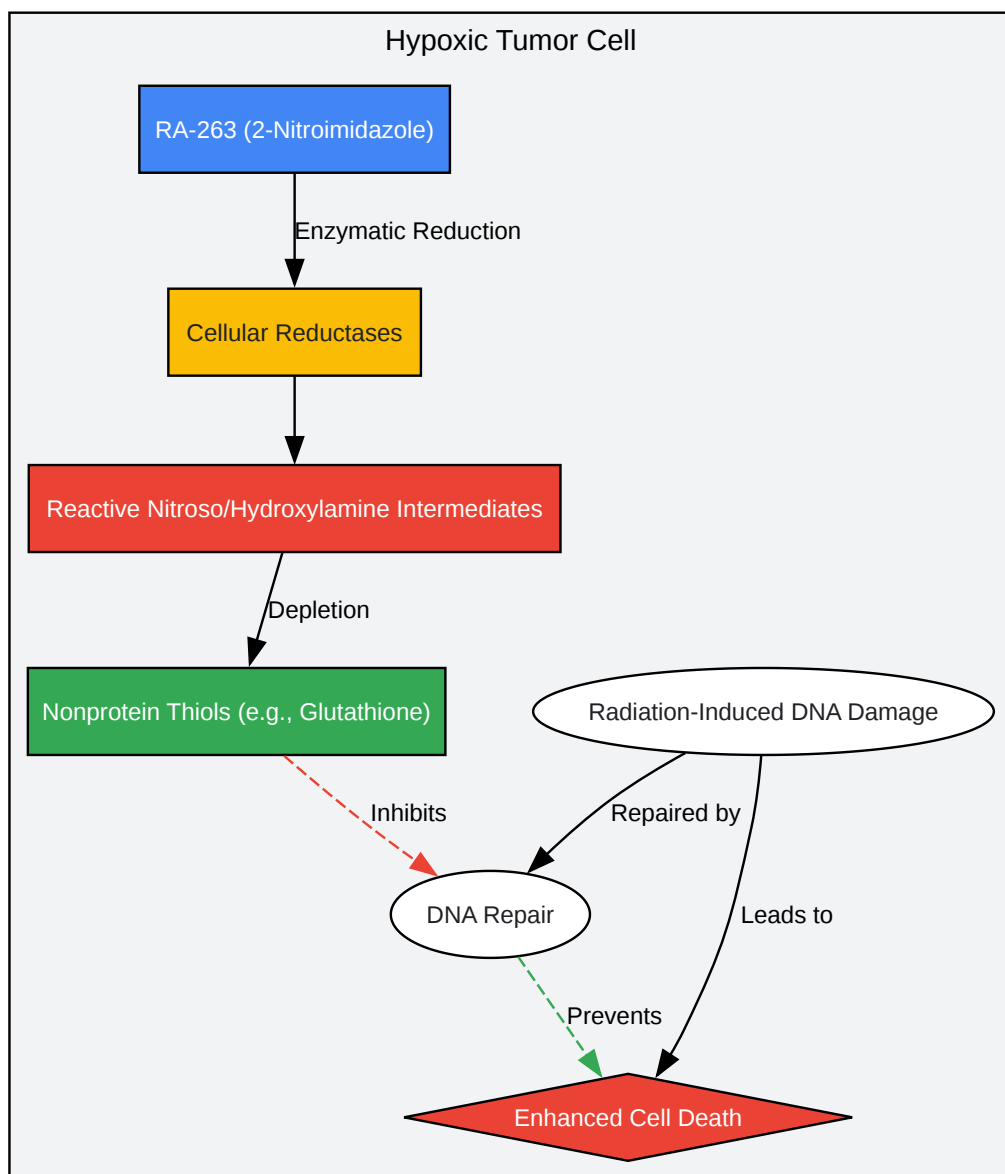 Hypoxic Tumor Cell
RA-263 (2-Nitroimidazole)
Enzymatic Reduction
Cellular Reductases
Reactive Nitroso/Hydroxylamine Intermediates
Depletion
Nonprotein Thiols (e.g., Glutathione)
Radiation-Induced DNA Damage
Inhibits
Repaired by
DNA Repair
Leads to
Prevents
Enhanced Cell Death